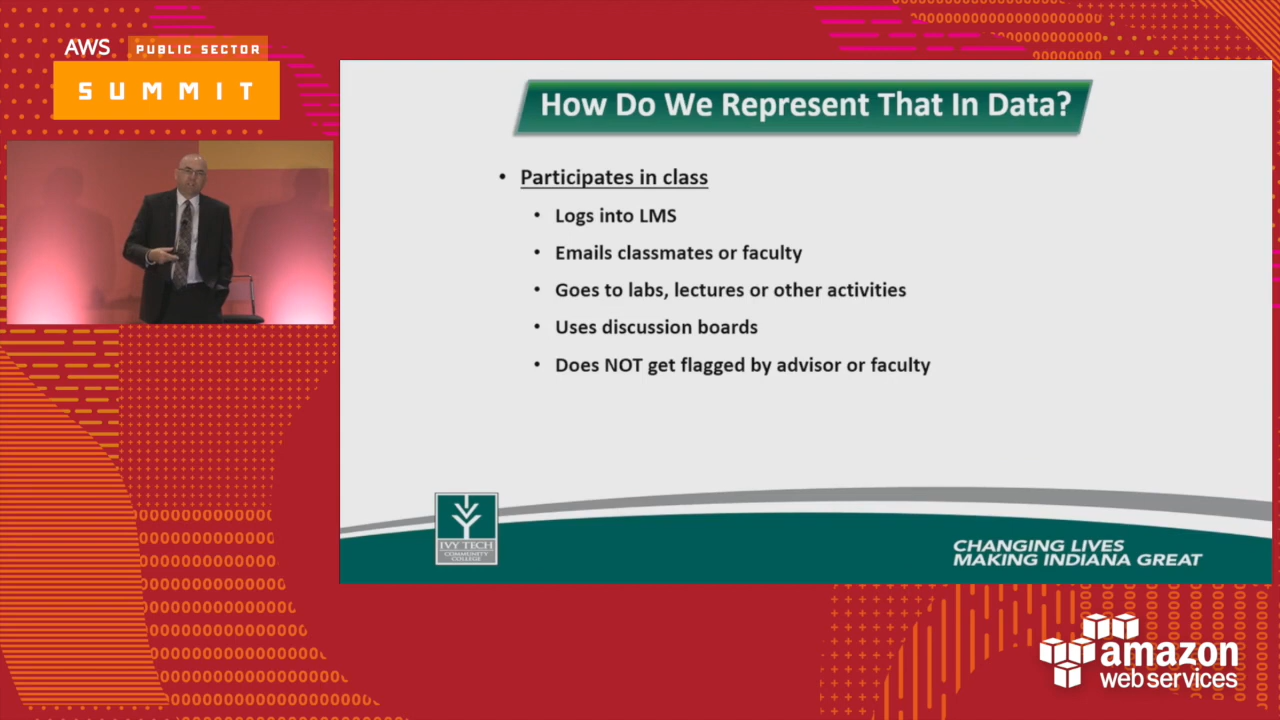 AWS PUBLIC SECTOR
SUMMIT
How Do We Represent That In Data?
• Participates in class
• Logs into LMS
• Emails classmates or faculty
• Goes to labs, lectures or other activities
• Uses discussion boards
• Does NOT get flagged by advisor or faculty
IVY TECH
COMMUNITY
COLLEGE
CHANGING LIVES
MAKING INDIANA GREAT
amazon
web services